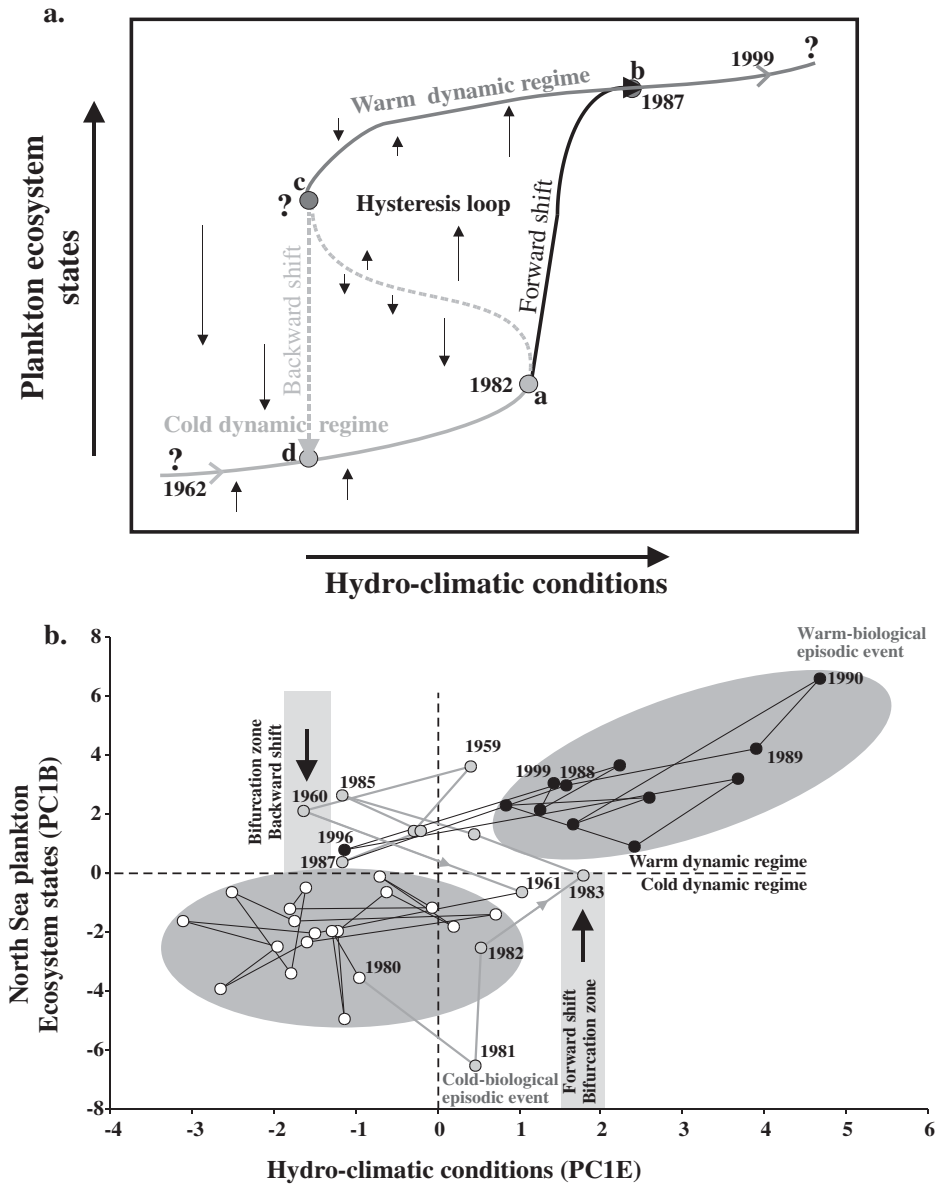 a.
Plankton ecosystem
states
?
1999
b
1987
Warm dynamic regime
c
?
Hysteresis loop
Forward shift
Backward shift
1982
a
Cold dynamic regime
?
d
1962
Hydro-climatic conditions
b.
North Sea plankton
Ecosystem states (PC1B)
8
6
4
2
0
-2
-4
-6
-8
Warm-biological
episodic event
1990
1989
1959
1999
1988
Bifurcation zone
Backward shift
1985
1960
1996
1987
Warm dynamic regime
Cold dynamic regime
1961
1983
1982
1980
1981
Cold-biological
episodic event
Forward shift
Bifurcation zone
-4
-3
-2
-1
0
1
2
3
4
5
6
Hydro-climatic conditions (PC1E)